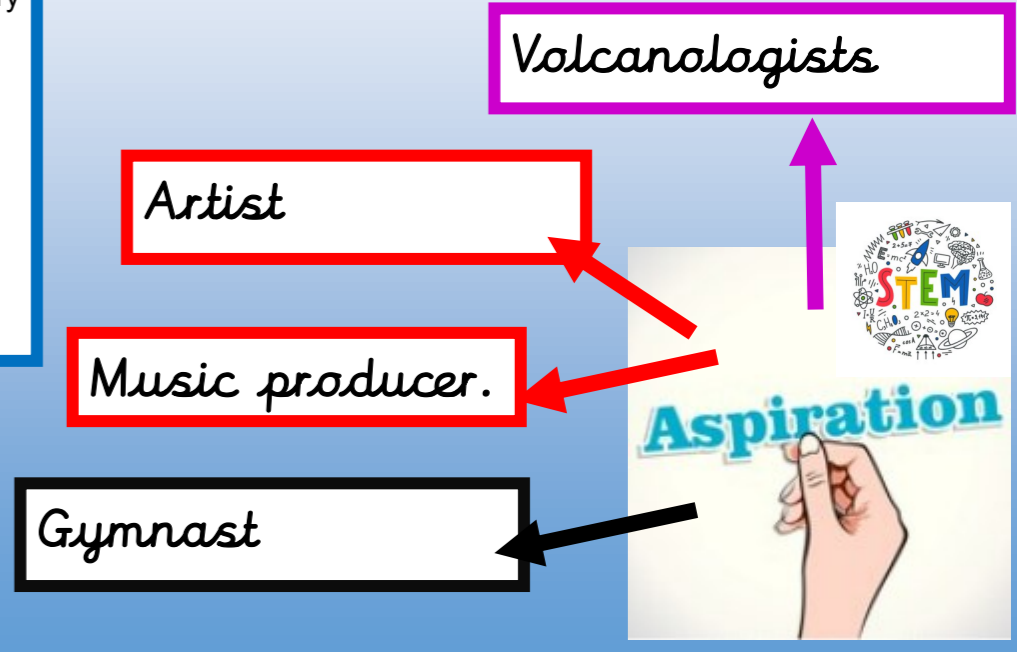 Volcanologists
Artist
Music producer.
Gymnast
STEM
Aspiration